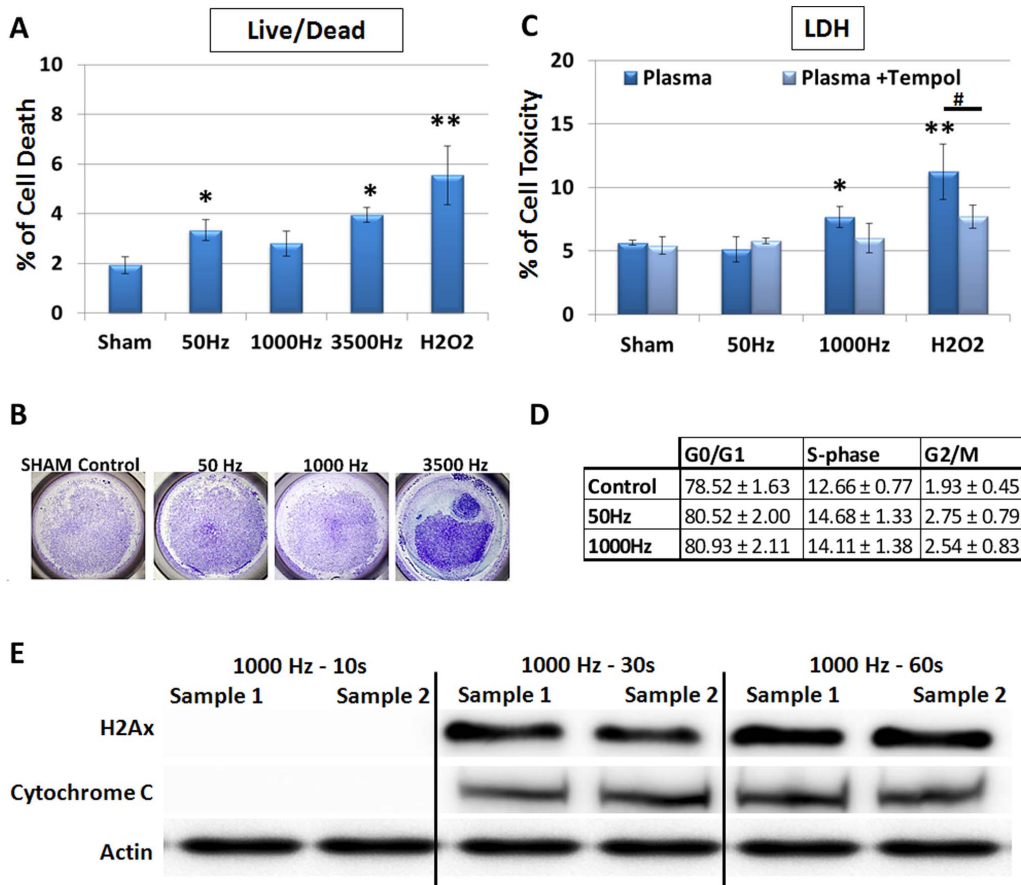 A
Live/Dead
% of Cell Death
10
8
6
4
2
0
*
*
**
Sham 50Hz 1000Hz 3500Hz H2O2
C
LDH
% of Cell Toxicity
20
15
10
5
0
Plasma Plasma +Tempol
#
**
*
Sham 50Hz 1000Hz H2O2
B
SHAM Control 50 Hz 1000 Hz 3500 Hz
D
G0/G1 S-phase G2/M
Control 78.52 ± 1.63 12.66 ± 0.77 1.93 ± 0.45
50Hz 80.52 ± 2.00 14.68 ± 1.33 2.75 ± 0.79
1000Hz 80.93 ± 2.11 14.11 ± 1.38 2.54 ± 0.83
E
1000 Hz - 10s 1000 Hz - 30s 1000 Hz - 60s
Sample 1 Sample 2 Sample 1 Sample 2 Sample 1 Sample 2
H2Ax
Cytochrome C
Actin